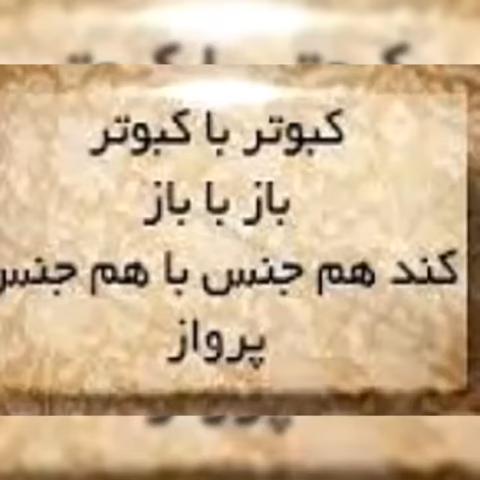 کبوتر با کبوتر
باز با باز
کند هم جنس با هم جنس
پرواز